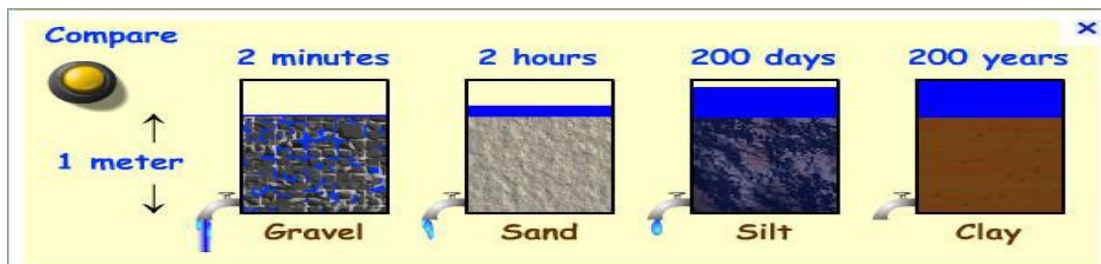 Compare
2 minutes 2 hours 200 days 200 years
1 meter
Gravel Sand Silt Clay